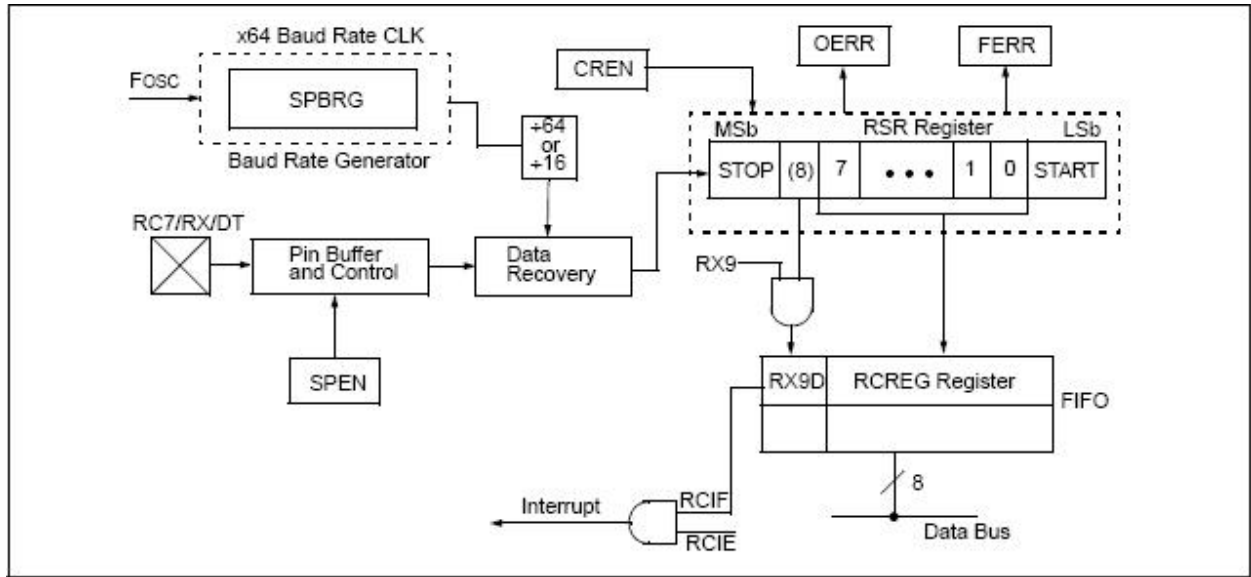 x64 Baud Rate CLK
FOSC
SPBRG
Baud Rate Generator
÷64
or
÷16
CREN
OERR
FERR
MSb
RSR Register
LSb
STOP
(8)
7
• • •
1
0
START
RC7/RX/DT
Pin Buffer
and Control
Data
Recovery
SPEN
RX9
RX9D
RCREG Register
FIFO
8
Data Bus
Interrupt
RCIF
RCIE